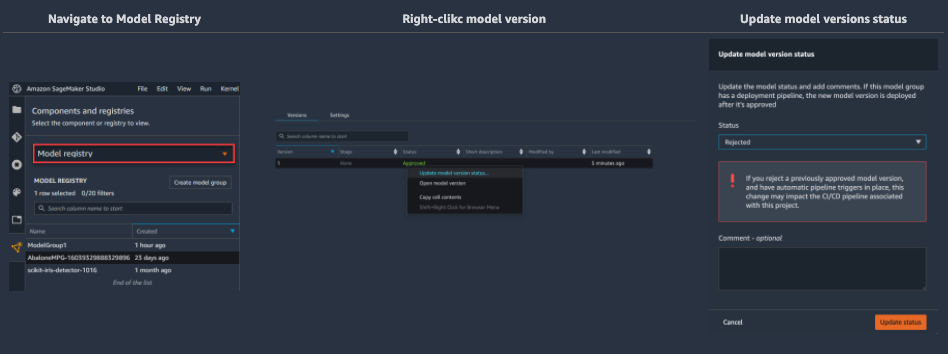 Navigate to Model Registry
Right-clikc model version
Update model versions status
Amazon SageMaker Studio File Edit View Run Kernel
Components and registries
Select the component or registry to view.
Model registry
MODEL REGISTRY
1 row selected 0/20 filters
Create model group
Search column name to start
Name Created
ModelGroup1 1 hour ago
AbaloneMPG-16039329888329896 23 days ago
scikit-iris-detector-1016 1 month ago
End of the list
Versions Settings
Search column name to start
Version Stage Status Short description Modified by Last modified
None Approved 5 minutes ago
Update model version status...
Open model version
Copy cell contents
Shift+Right Click for Browser Menu
Update model version status
Update the model status and add comments. If this model group
has a deployment pipeline, the new model version is deployed
after it's approved
Status
Rejected
If you reject a previously approved model version,
and have automatic pipeline triggers in place, this
change may impact the CI/CD pipeline associated
with this project.
Comment - optional
Cancel
Update status